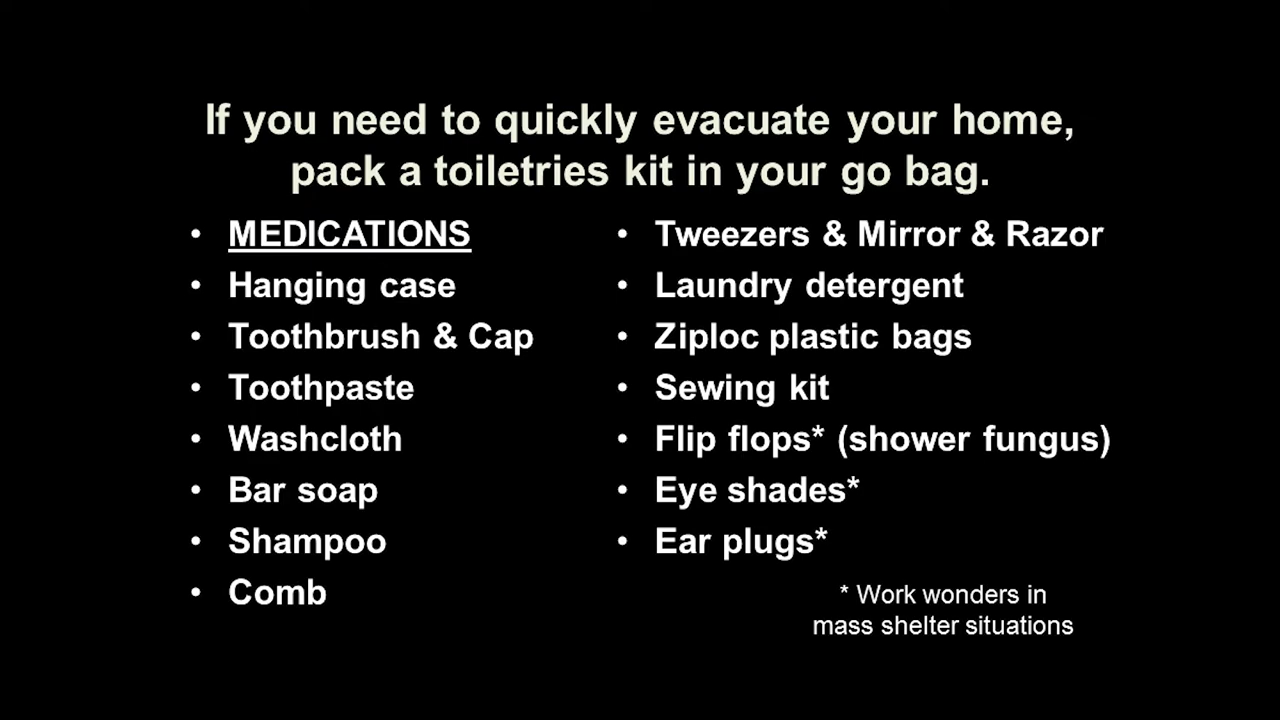 If you need to quickly evacuate your home,
pack a toiletries kit in your go bag.
• MEDICATIONS
• Hanging case
• Toothbrush & Cap
• Toothpaste
• Washcloth
• Bar soap
• Shampoo
• Comb
• Tweezers & Mirror & Razor
• Laundry detergent
• Ziploc plastic bags
• Sewing kit
• Flip flops* (shower fungus)
• Eye shades*
• Ear plugs*
* Work wonders in
mass shelter situations